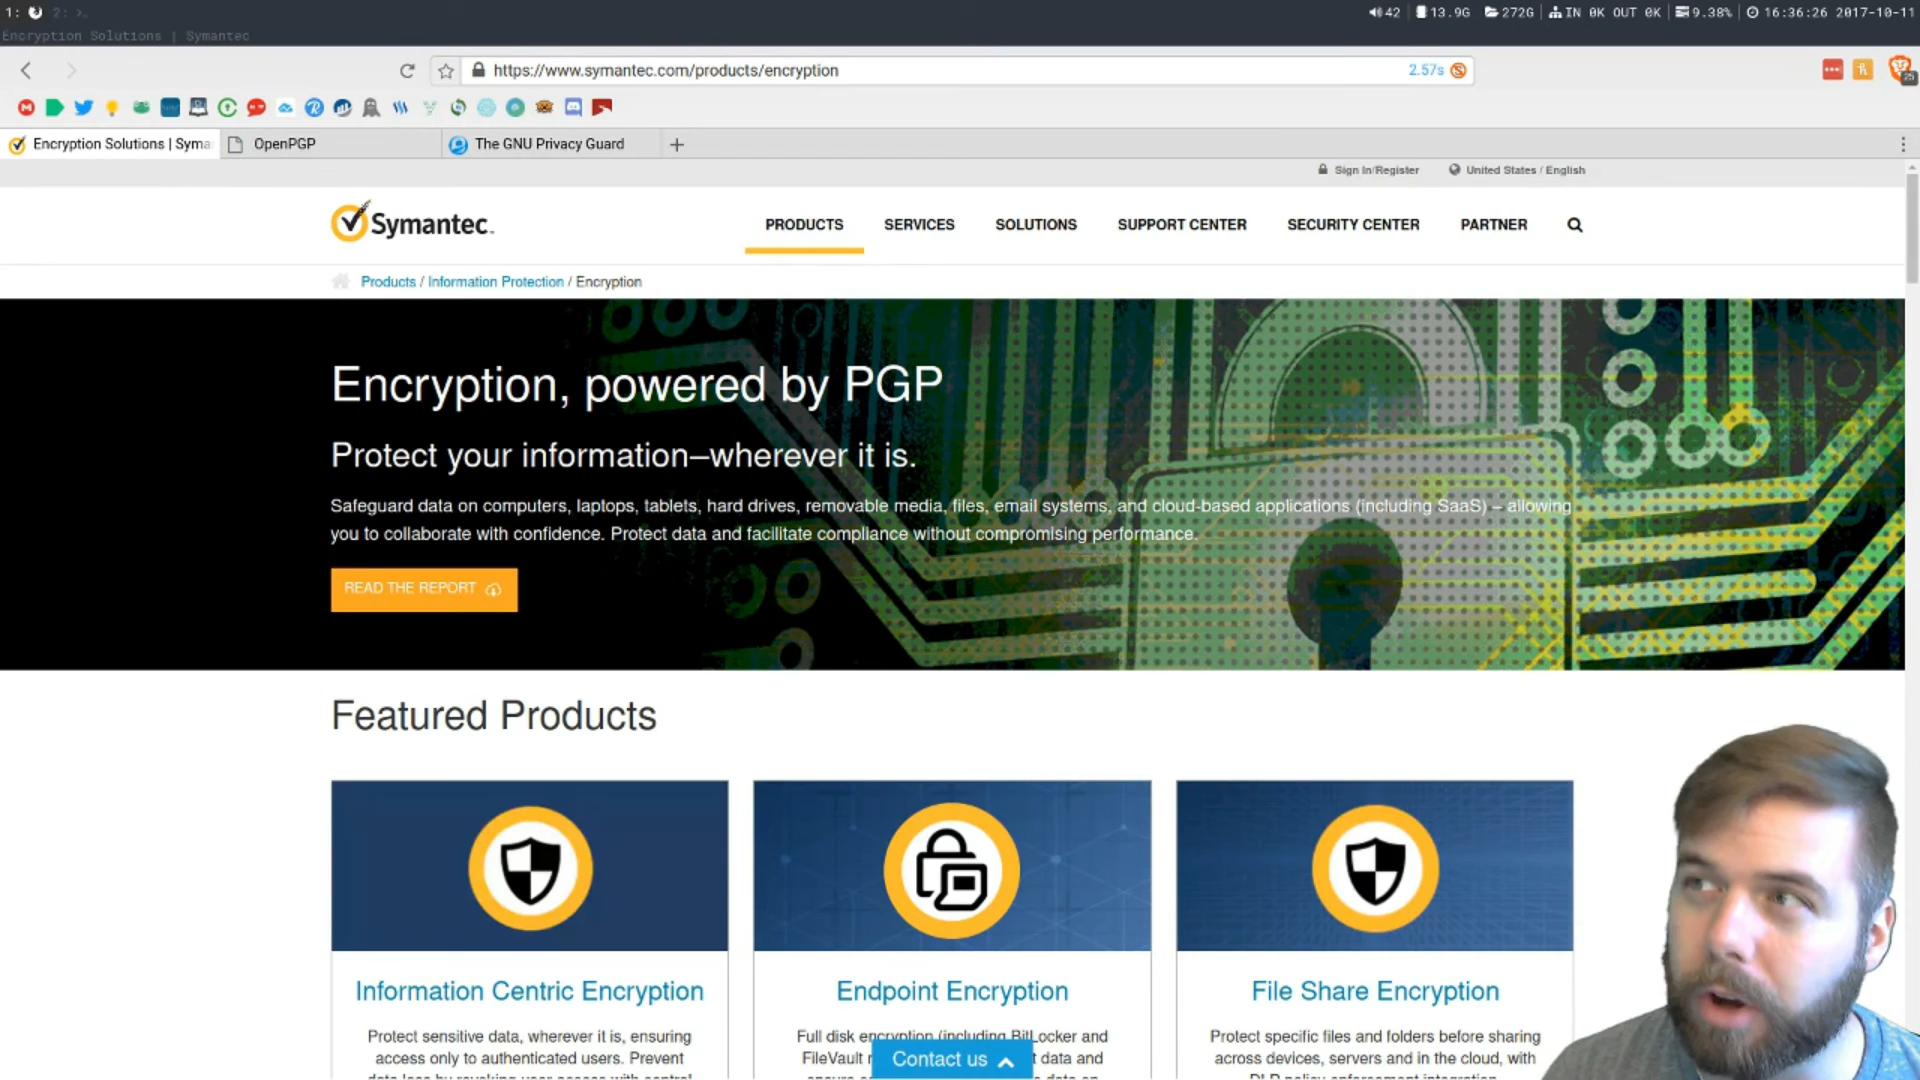 1: 2: >_
42 13.9G 272G IN 0K OUT 0K 9.38% 16:36:26 2017-10-11
Encryption Solutions | Symantec
https://www.symantec.com/products/encryption 2.57s
25
Encryption Solutions | Syma OpenPGP The GNU Privacy Guard
Sign In/Register United States / English
Symantec. PRODUCTS SERVICES SOLUTIONS SUPPORT CENTER SECURITY CENTER PARTNER
Products / Information Protection / Encryption
Encryption, powered by PGP
Protect your information–wherever it is.
Safeguard data on computers, laptops, tablets, hard drives, removable media, files, email systems, and cloud-based applications (including SaaS) – allowing
you to collaborate with confidence. Protect data and facilitate compliance without compromising performance.
READ THE REPORT
Featured Products
Information Centric Encryption
Protect sensitive data, wherever it is, ensuring
access only to authenticated users. Prevent
Endpoint Encryption
Full disk encryption (including BitLocker and
FileVault data and
Contact us
File Share Encryption
Protect specific files and folders before sharing
across devices, servers and in the cloud, with